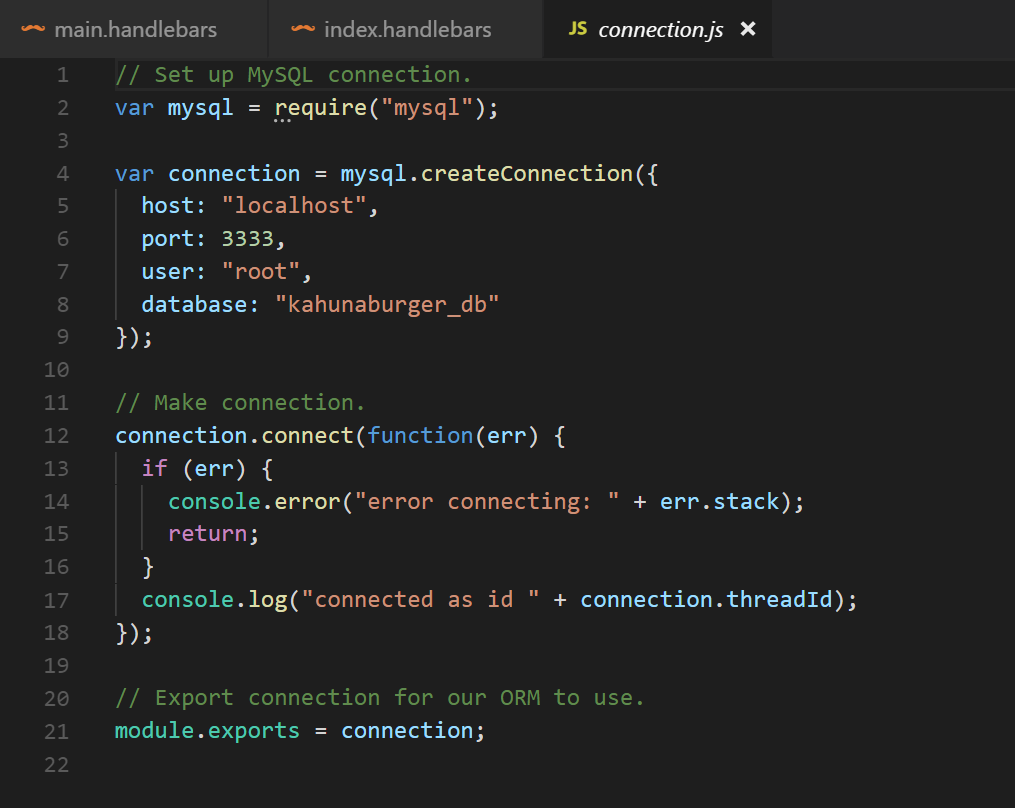 main.handlebars index.handlebars JS connection.js ×
1 // Set up MySQL connection.
2 var mysql = require("mysql");
3
4 var connection = mysql.createConnection({
5   host: "localhost",
6   port: 3333,
7   user: "root",
8   database: "kahunaburger_db"
9 });
10
11 // Make connection.
12 connection.connect(function(err) {
13   if (err) {
14     console.error("error connecting: " + err.stack);
15     return;
16   }
17   console.log("connected as id " + connection.threadId);
18 });
19
20 // Export connection for our ORM to use.
21 module.exports = connection;
22